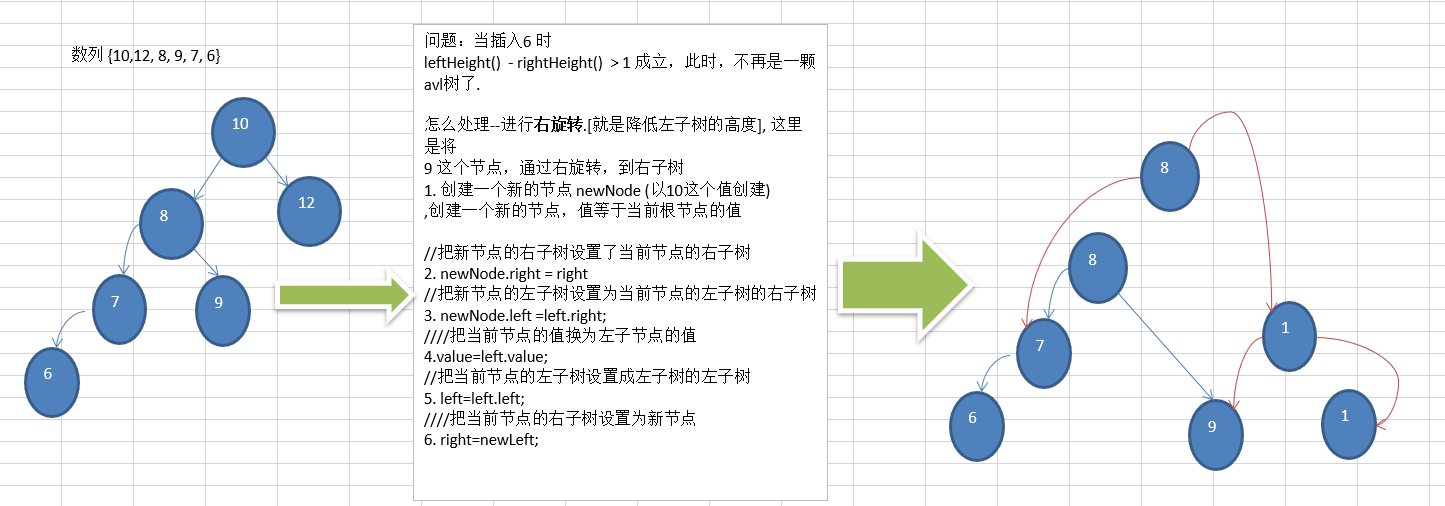 数列 {10,12, 8, 9, 7, 6}
10
8
12
7
9
6
问题：当插入6 时
leftHeight() - rightHeight() > 1 成立，此时，不再是一颗
avl树了.
怎么处理--进行右旋转.[就是降低左子树的高度], 这里
是将
9 这个节点，通过右旋转，到右子树
1. 创建一个新的节点 newNode (以10这个值创建)
,创建一个新的节点，值等于当前根节点的值
//把新节点的右子树设置了当前节点的右子树
2. newNode.right = right
//把新节点的左子树设置为当前节点的左子树的右子树
3. newNode.left =left.right;
////把当前节点的值换为左子节点的值
4.value=left.value;
//把当前节点的左子树设置成左子树的左子树
5. left=left.left;
////把当前节点的右子树设置为新节点
6. right=newLeft;
8
8
7
1
6
9
1